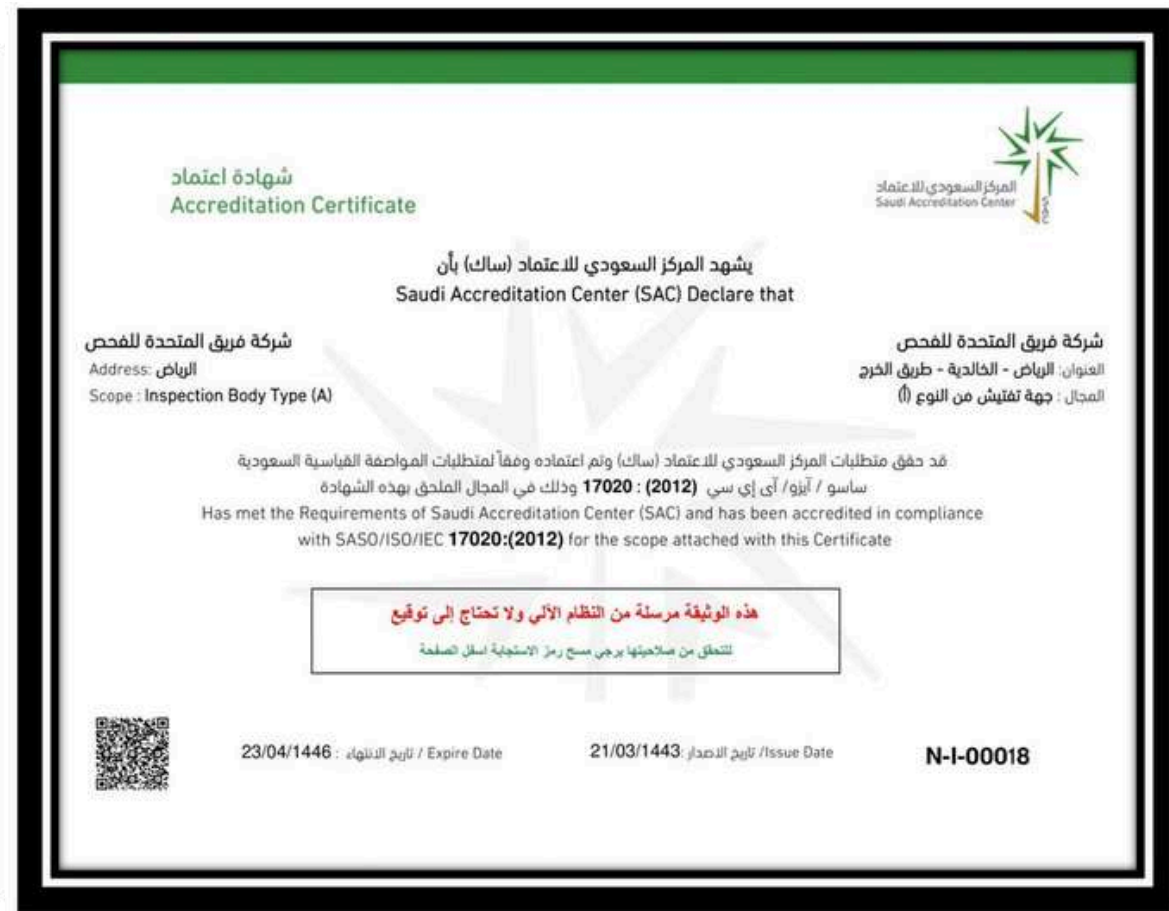 شهادة اعتماد
Accreditation Certificate
المركز السعودي للاعتماد
Saudi Accreditation Center
يشهد المركز السعودي للاعتماد (ساك) بأن
Saudi Accreditation Center (SAC) Declare that
شركة فريق المتحدة للفحص
العنوان: الرياض - الخالدية - طريق الخرج
المجال : جهة تفتيش من النوع (أ)
شركة فريق المتحدة للفحص
Address: الرياض
Scope : Inspection Body Type (A)
قد حقق متطلبات المركز السعودي للاعتماد (ساك) وتم اعتماده وفقاً لمتطلبات المواصفة القياسية السعودية
ساسو / آيزو/ آى إي سي (2012) : 17020 وذلك في المجال الملحق بهذه الشهادة
Has met the Requirements of Saudi Accreditation Center (SAC) and has been accredited in compliance
with SASO/ISO/IEC 17020:(2012) for the scope attached with this Certificate
هذه الوثيقة مرسلة من النظام الألي ولا تحتاج إلى توقيع
للتحقق من صلاحيتها يرجي مسح رمز الاستجابة اسفل الصفحة
23/04/1446 : تاريخ الانتهاء / Expire Date
21/03/1443: تاريخ الاصدار /Issue Date
N-I-00018